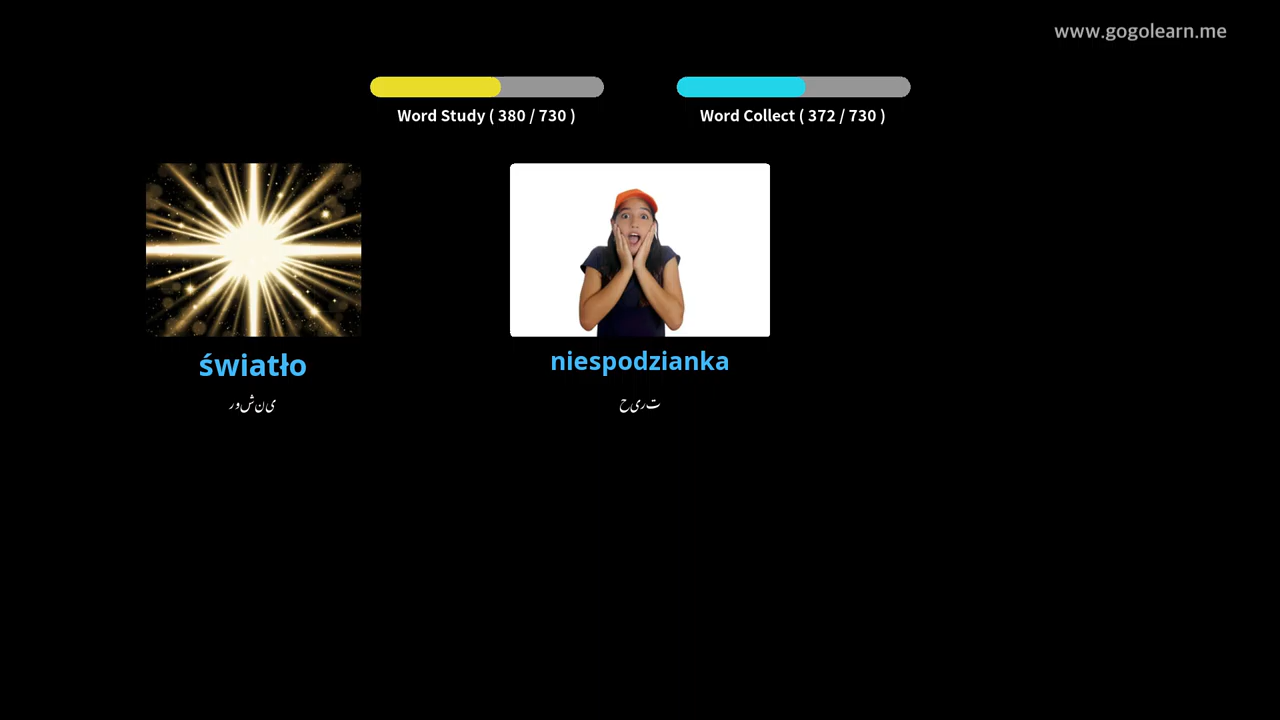 www.gogolearn.me
Word Study ( 380 / 730 )
Word Collect ( 372 / 730 )
światło
روشنی
niespodzianka
حیرت